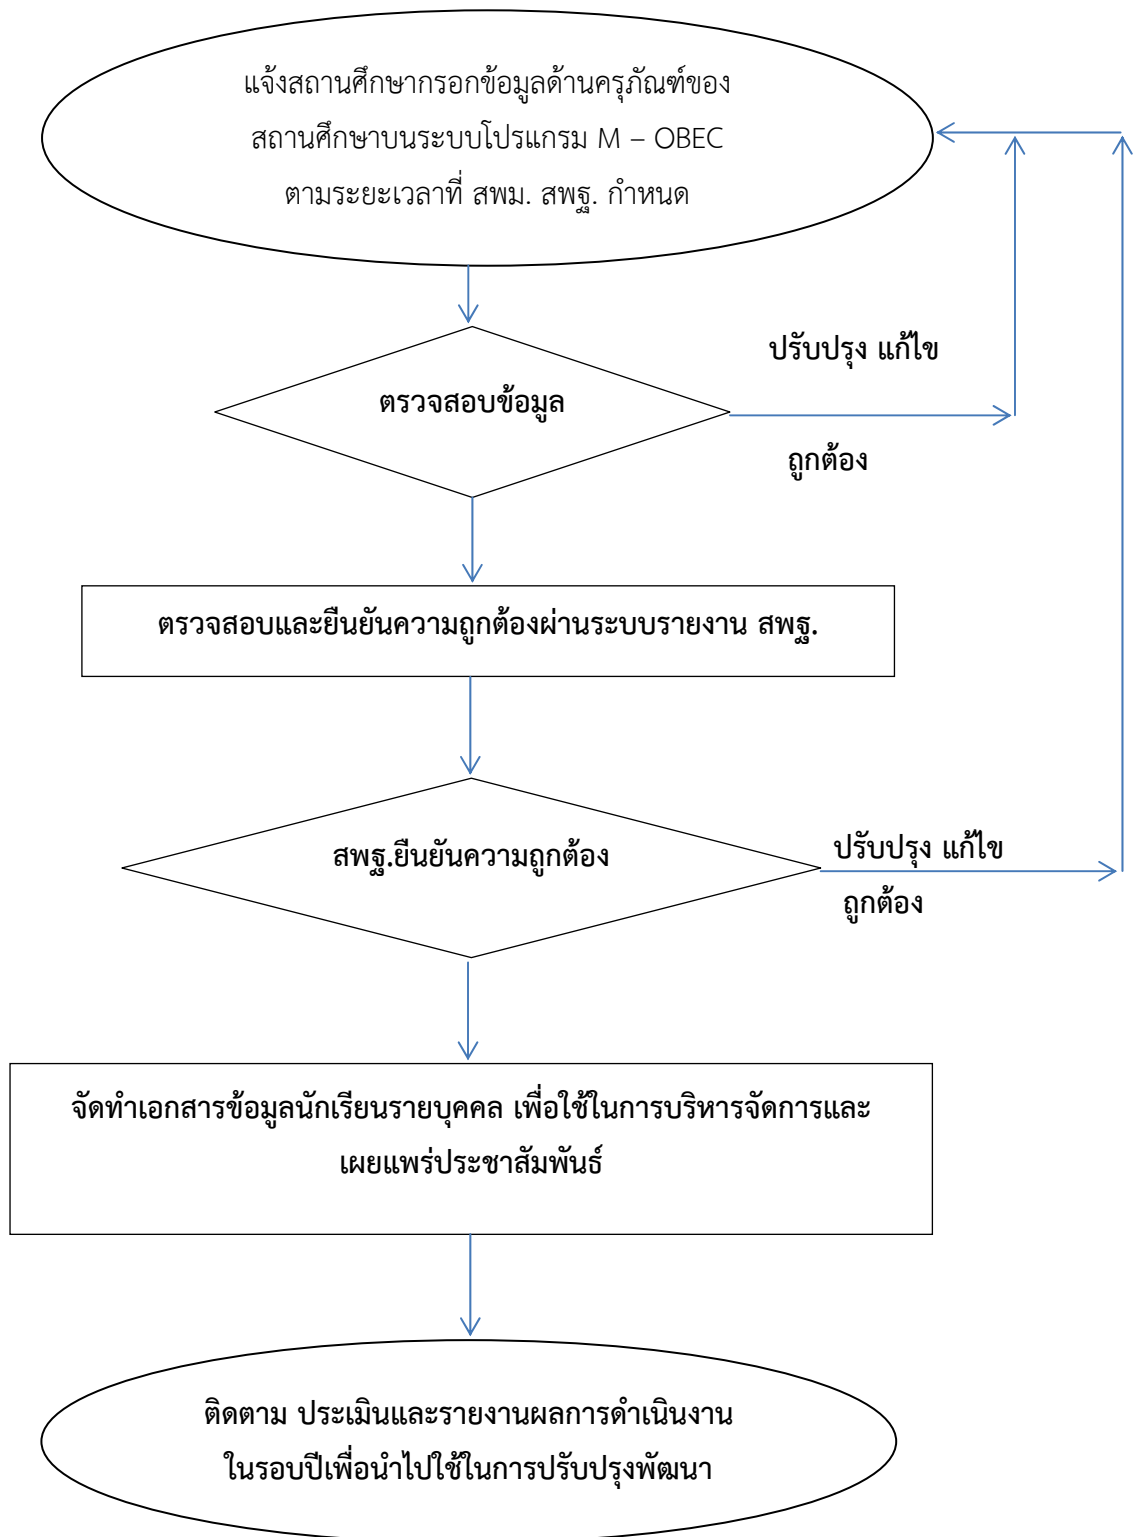 แจ้งสถานศึกษากรอกข้อมูลด้านครุภัณฑ์ของ
สถานศึกษาบนระบบโปรแกรม M – OBEC
ตามระยะเวลาที่ สพม. สพฐ. กำหนด
ปรับปรุง แก้ไข
ตรวจสอบข้อมูล
ถูกต้อง
ตรวจสอบและยืนยันความถูกต้องผ่านระบบรายงาน สพฐ.
ปรับปรุง แก้ไข
สพฐ.ยืนยันความถูกต้อง
ถูกต้อง
จัดทำเอกสารข้อมูลนักเรียนรายบุคคล เพื่อใช้ในการบริหารจัดการและ
เผยแพร่ประชาสัมพันธ์
ติดตาม ประเมินและรายงานผลการดำเนินงาน
ในรอบปีเพื่อนำไปใช้ในการปรับปรุงพัฒนา